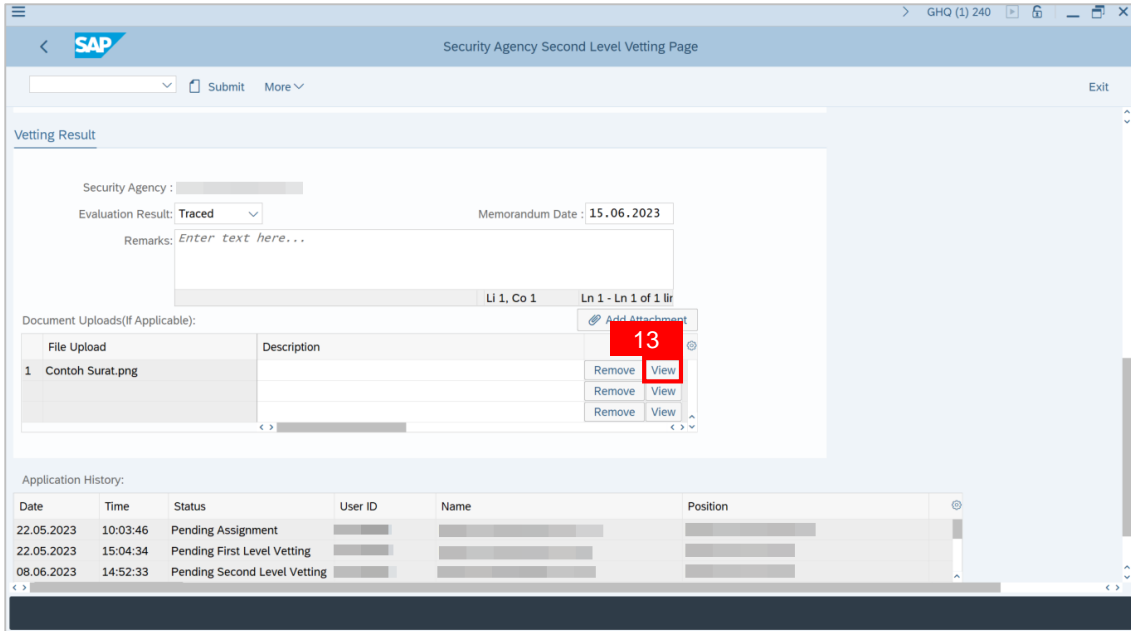 GHQ (1) 240
SAP Security Agency Second Level Vetting Page
Submit More Exit
Vetting Result
Security Agency :
Evaluation Result: Traced Memorandum Date : 15.06.2023
Remarks: Enter text here...
Li 1, Co 1 Ln 1 - Ln 1 of 1 lin
Document Uploads(If Applicable): Add Attachment
13
File Upload Description
1 Contoh Surat.png Remove View
Remove View
Remove View
Application History:
Date Time Status User ID Name Position
22.05.2023 10:03:46 Pending Assignment
22.05.2023 15:04:34 Pending First Level Vetting
08.06.2023 14:52:33 Pending Second Level Vetting